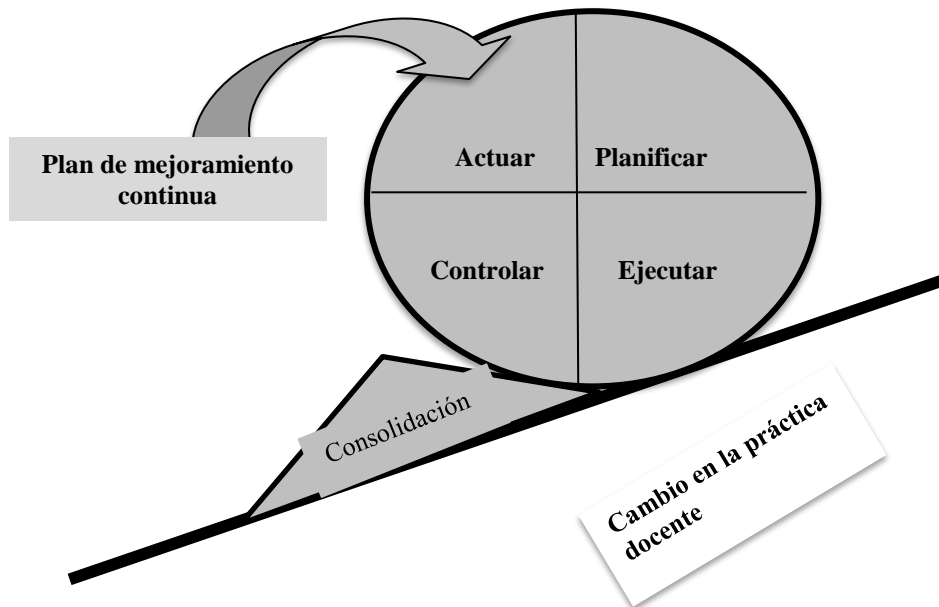 Plan de mejoramiento
continua
Actuar
Planificar
Controlar
Ejecutar
Consolidación
Cambio en la práctica
docente